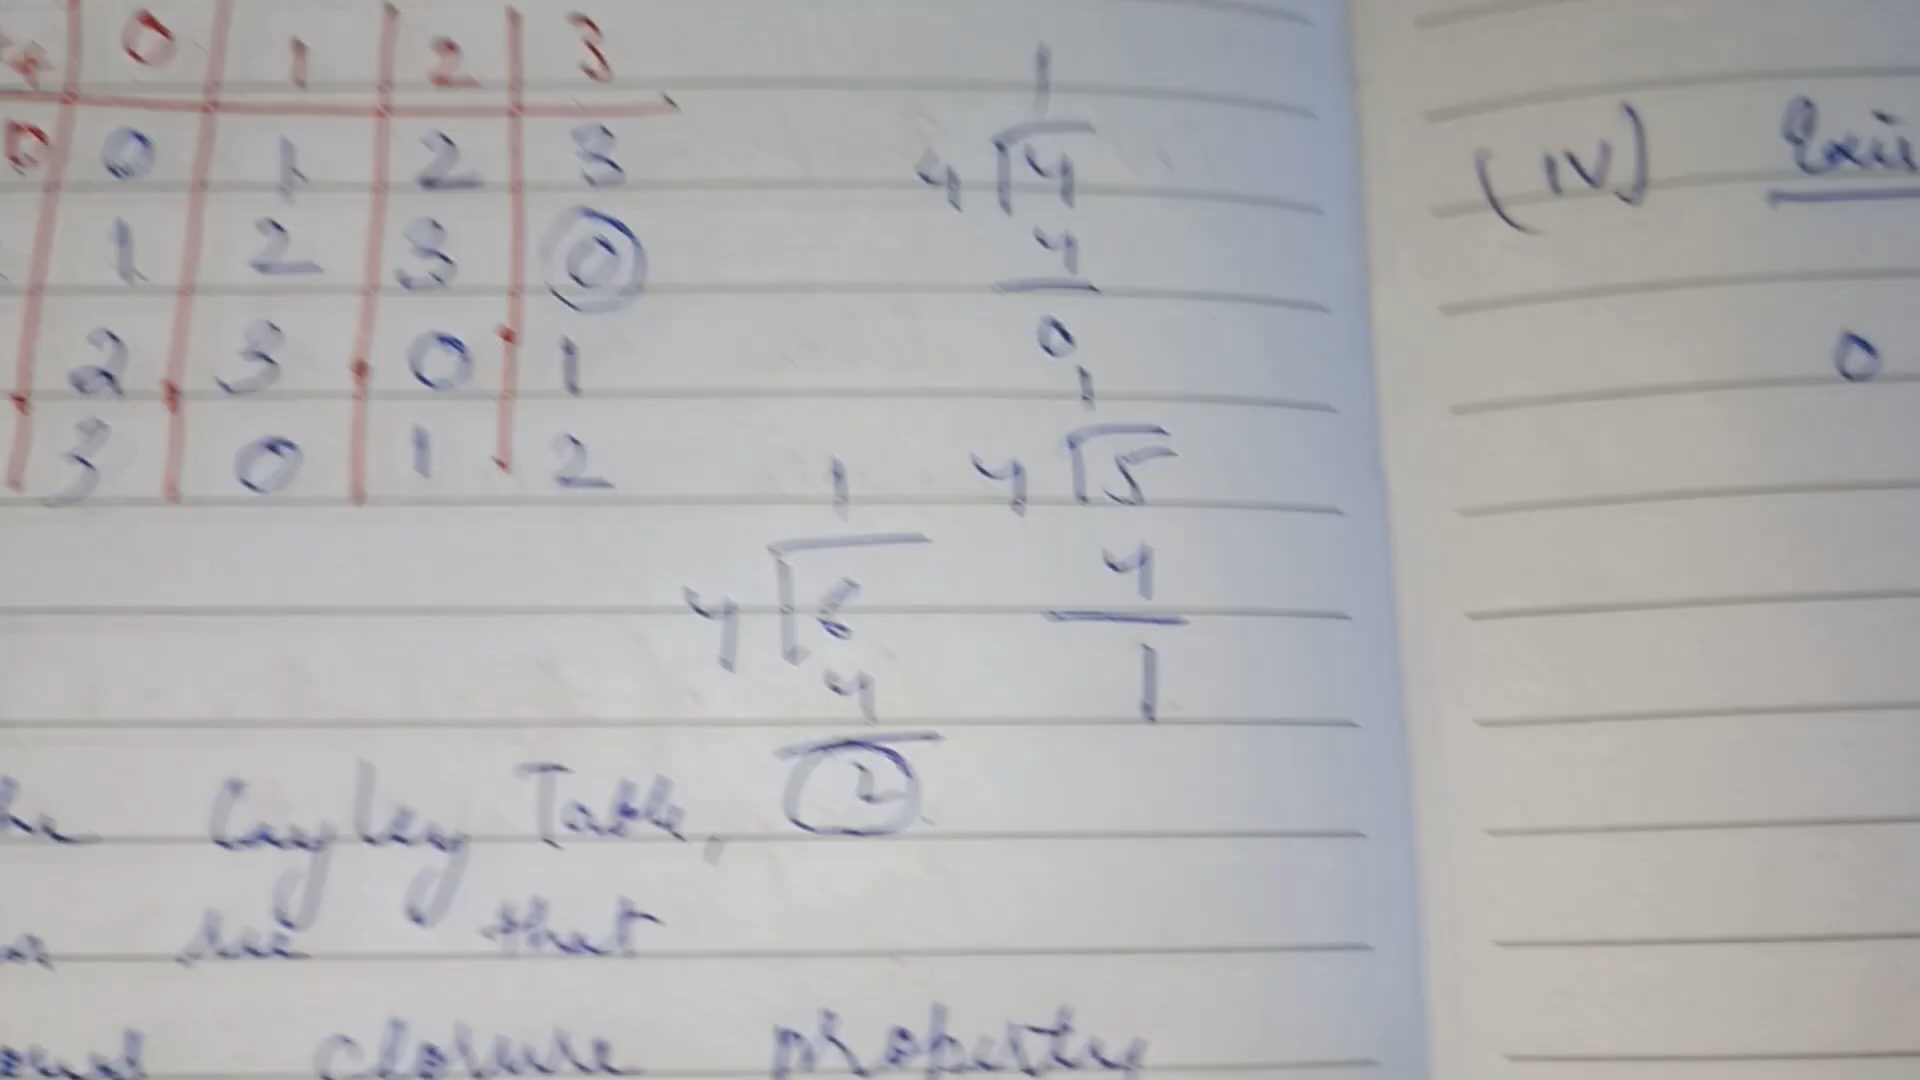 0 1 2 3
0 0 1 2 3
1 2 3 0
2 3 0 1
3 0 1 2
1
4 4
4
0
1
4 5
4
1
1
4 6
4
2
Cayley Table,
see that
closure property
(IV)
0